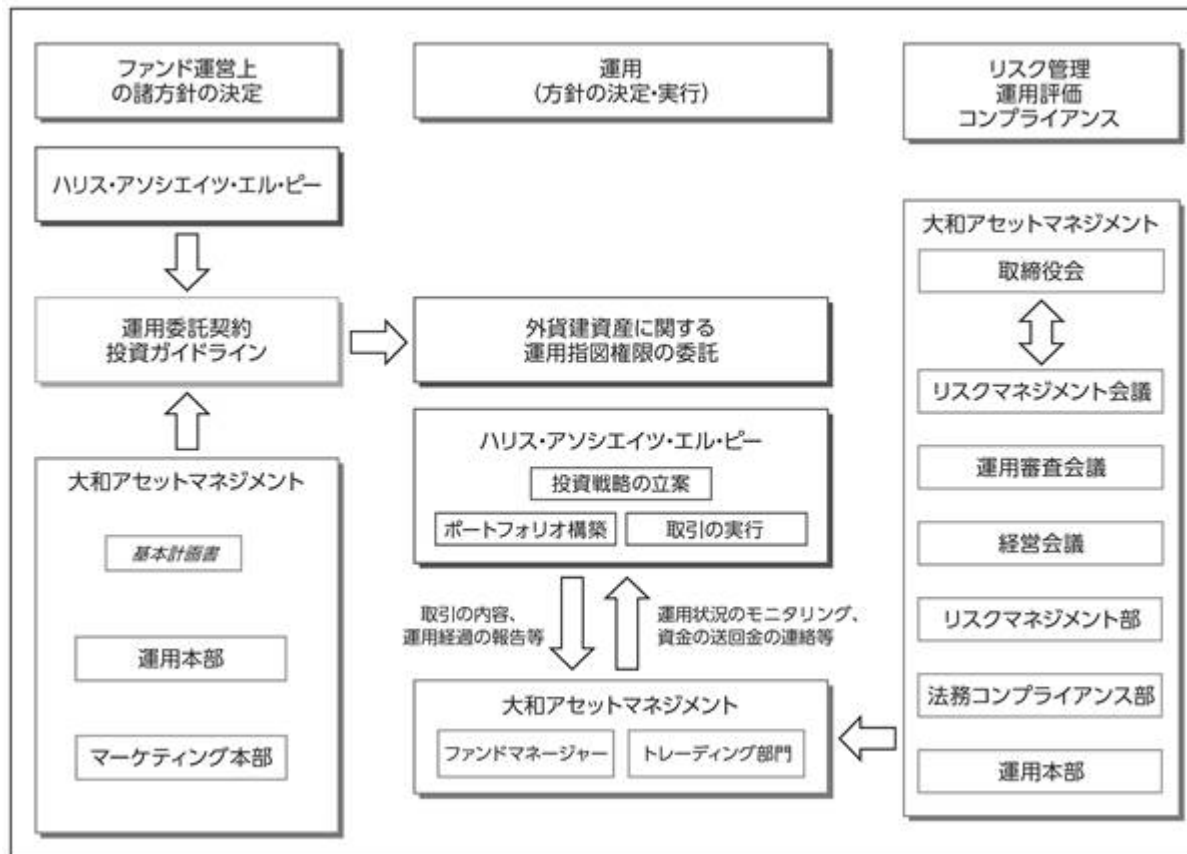 ファンド運営上
の諸方針の決定
運用
(方針の決定・実行)
リスク管理
運用評価
コンプライアンス
ハリス・アソシエイツ・エル・ピー
運用委託契約
投資ガイドライン
大和アセットマネジメント
基本計画書
運用本部
マーケティング本部
外貨建資産に関する
運用指図権限の委託
ハリス・アソシエイツ・エル・ピー
投資戦略の立案
ポートフォリオ構築
取引の実行
取引の内容、
運用経過の報告等
運用状況のモニタリング、
資金の送回金の連絡等
大和アセットマネジメント
ファンドマネージャー
トレーディング部門
大和アセットマネジメント
取締役会
リスクマネジメント会議
運用審査会議
経営会議
リスクマネジメント部
法務コンプライアンス部
運用本部